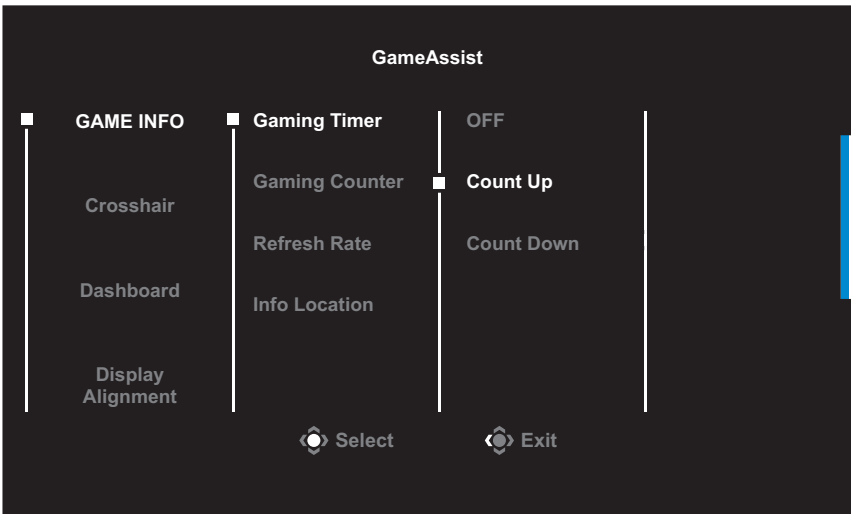 GameAssist
GAME INFO
Crosshair
Dashboard
Display
Alignment
Gaming Timer
Gaming Counter
Refresh Rate
Info Location
OFF
Count Up
Count Down
Select
Exit